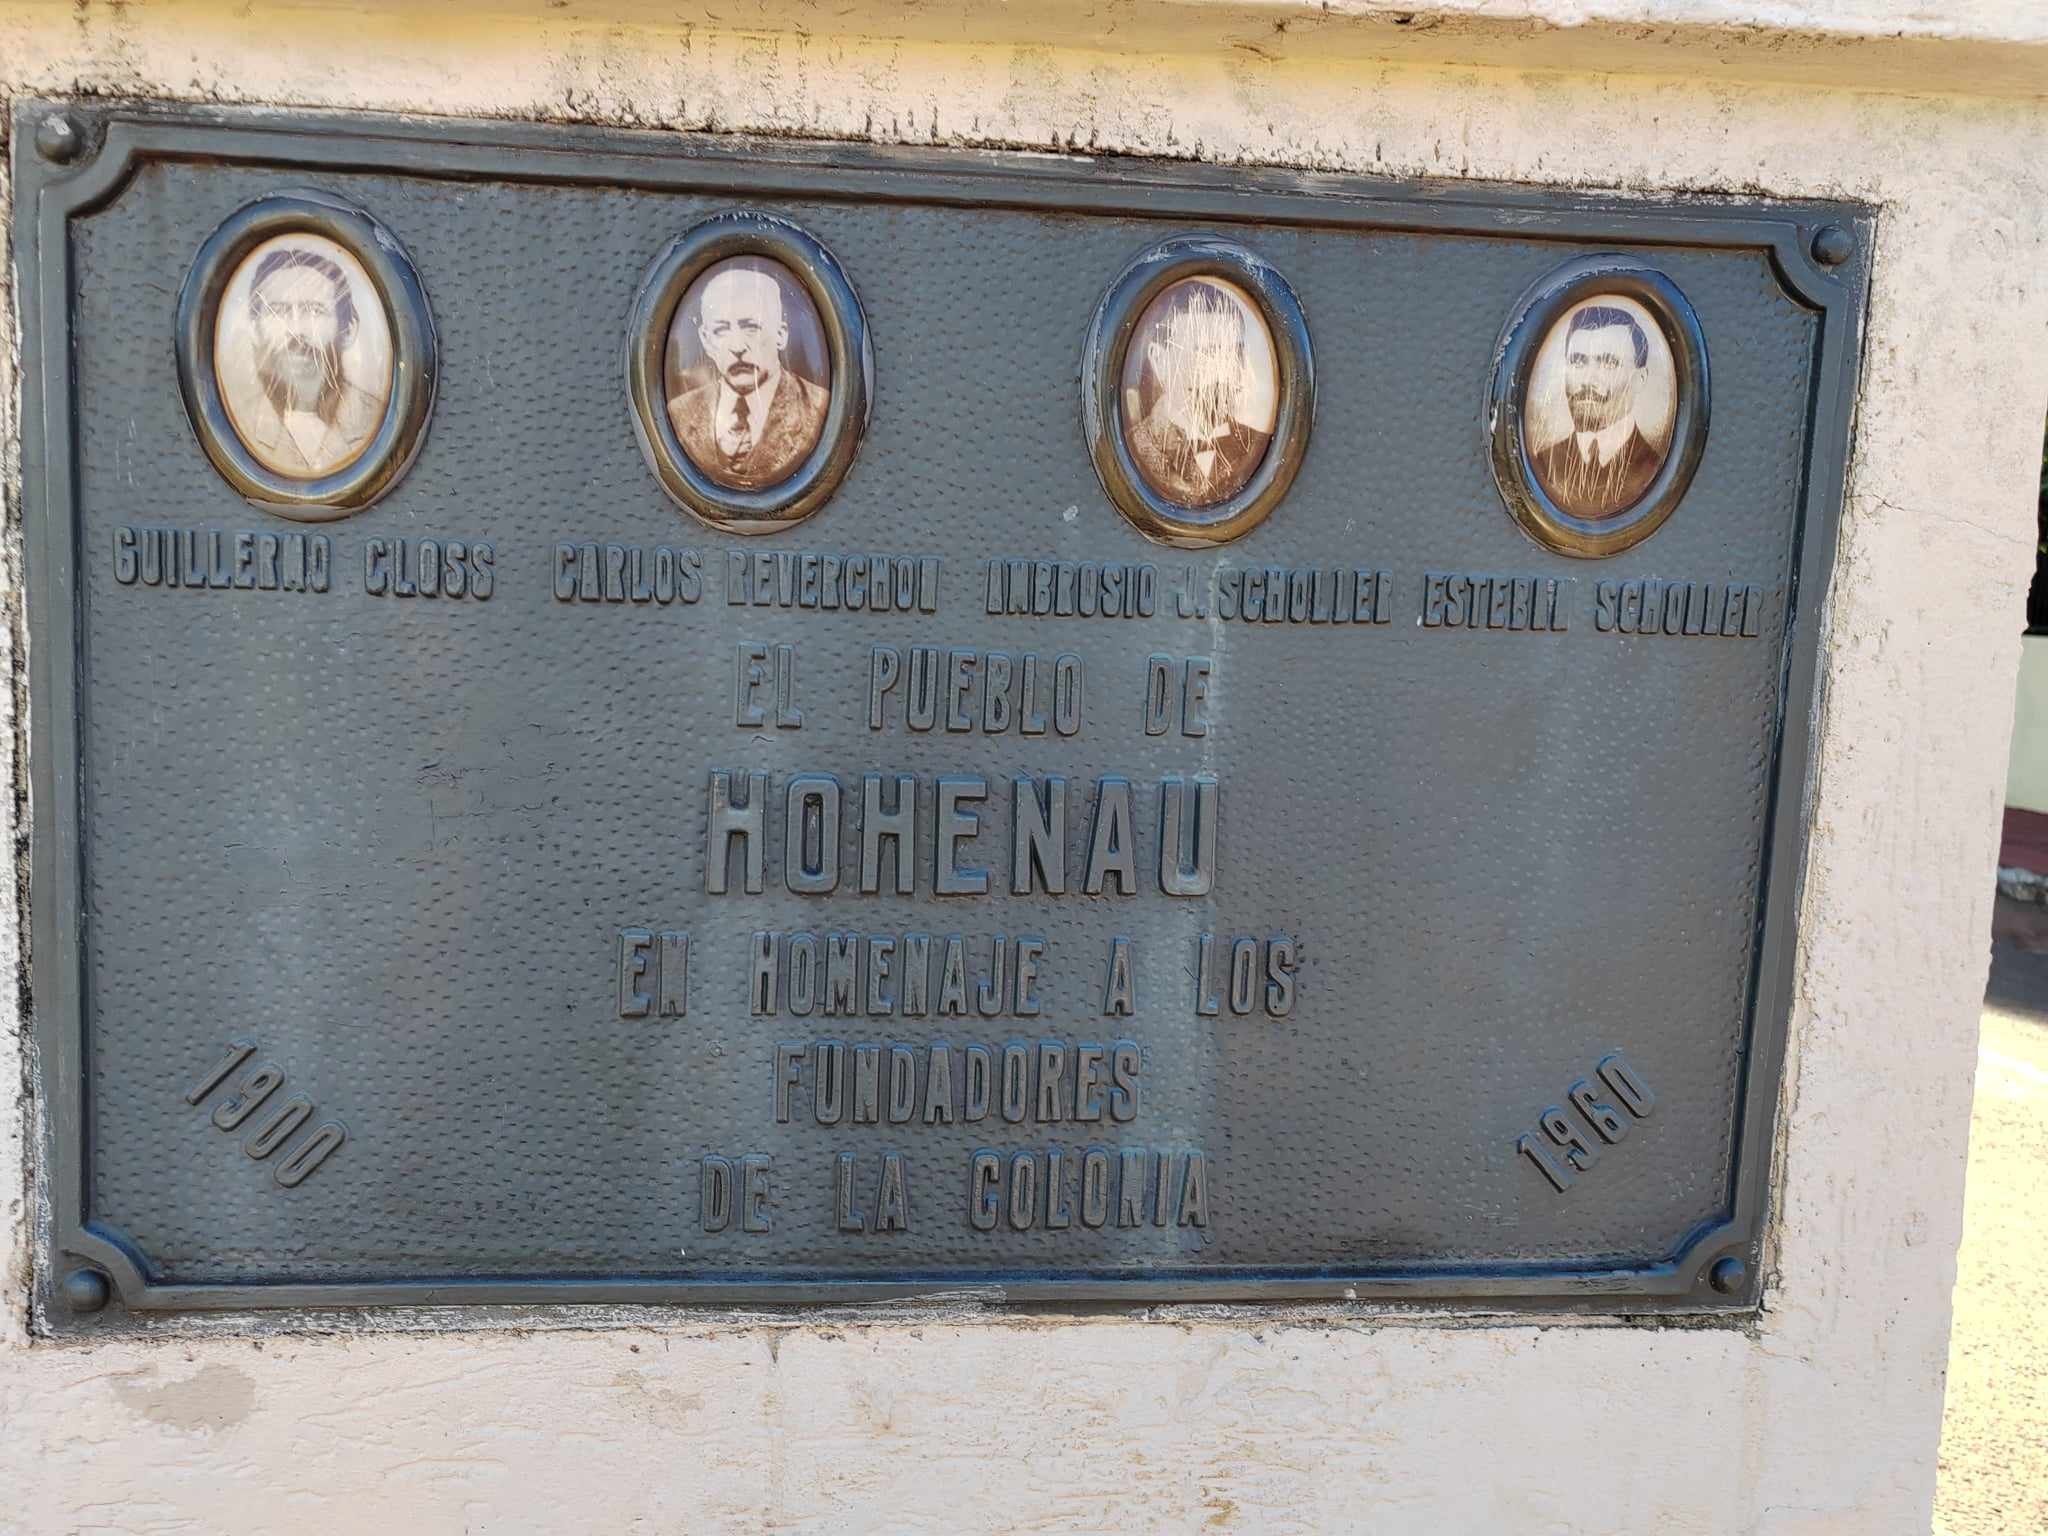 GUILLERMO CLOSS CARLOS REVERCHON AMBROSIO J. SCHOLLER ESTEBAN SCHOLLER
EL PUEBLO DE
HOHENAU
EN HOMENAJE A LOS
FUNDADORES
DE LA COLONIA
1900
1960